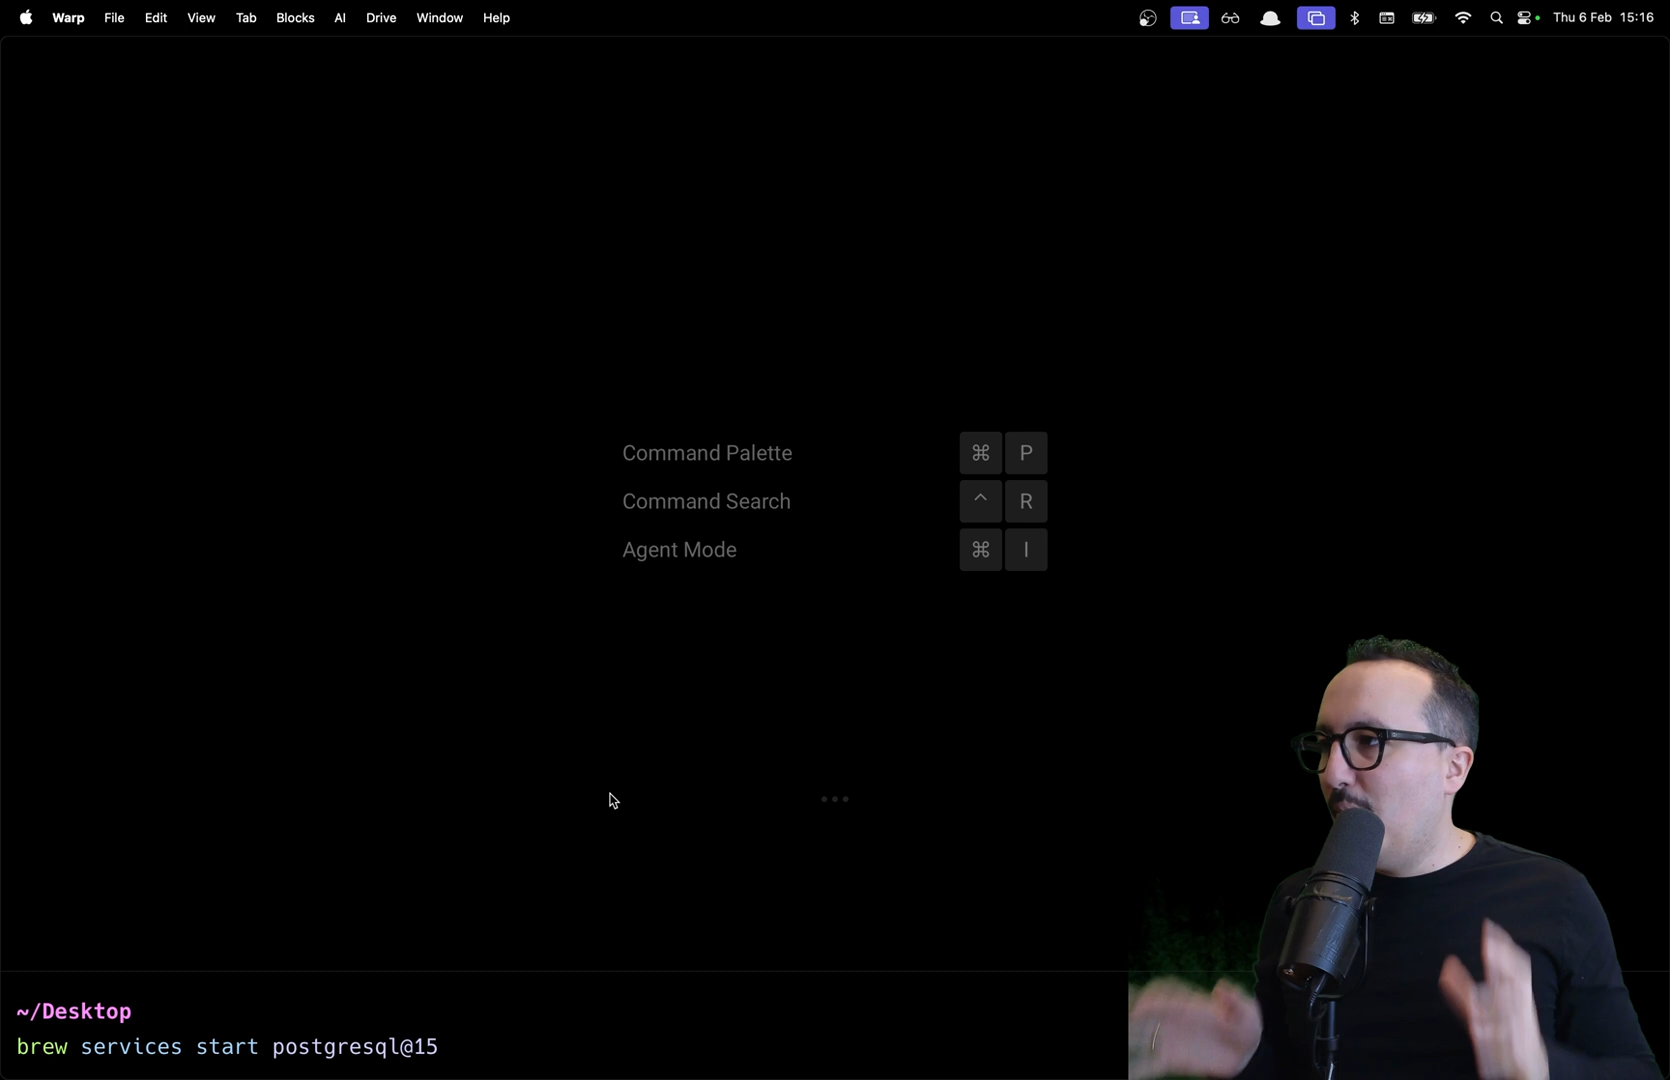 Warp File Edit View Tab Blocks AI Drive Window Help Thu 6 Feb 15:16
Command Palette ⌘ P
Command Search ^ R
Agent Mode ⌘ I
~/Desktop
brew services start postgresql@15